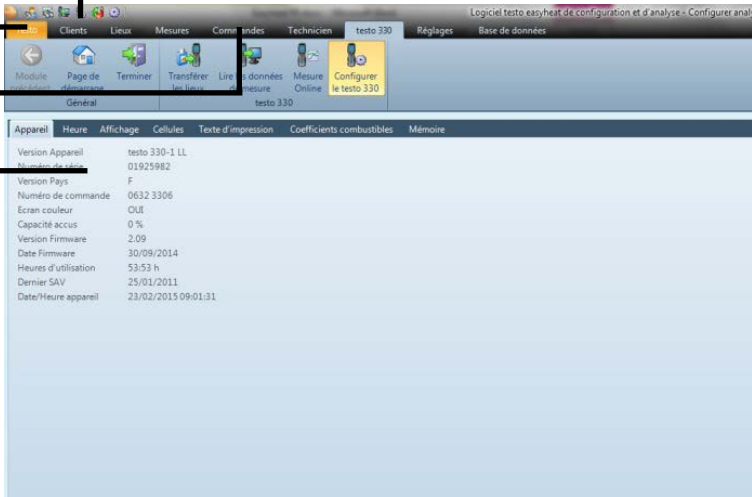 Logiciel testo easyheat de configuration et d'analyse - Configurer anal
Testo Clients Lieux Mesures Commandes Technicien testo 330 Réglages Base de données
Module Page de Terminer Transférer Lire les données Mesure Configurer
précédent démarrage les lieux de mesure Online le testo 330
Général testo 330
Appareil Heure Affichage Cellules Texte d'impression Coefficients combustibles Mémoire
Version Appareil testo 330-1 LL
Numéro de série 01925982
Version Pays F
Numéro de commande 0632 3306
Ecran couleur OUI
Capacité accus 0 %
Version Firmware 2.09
Date Firmware 30/09/2014
Heures d'utilisation 53:53 h
Dernier SAV 25/01/2011
Date/Heure appareil 23/02/2015 09:01:31